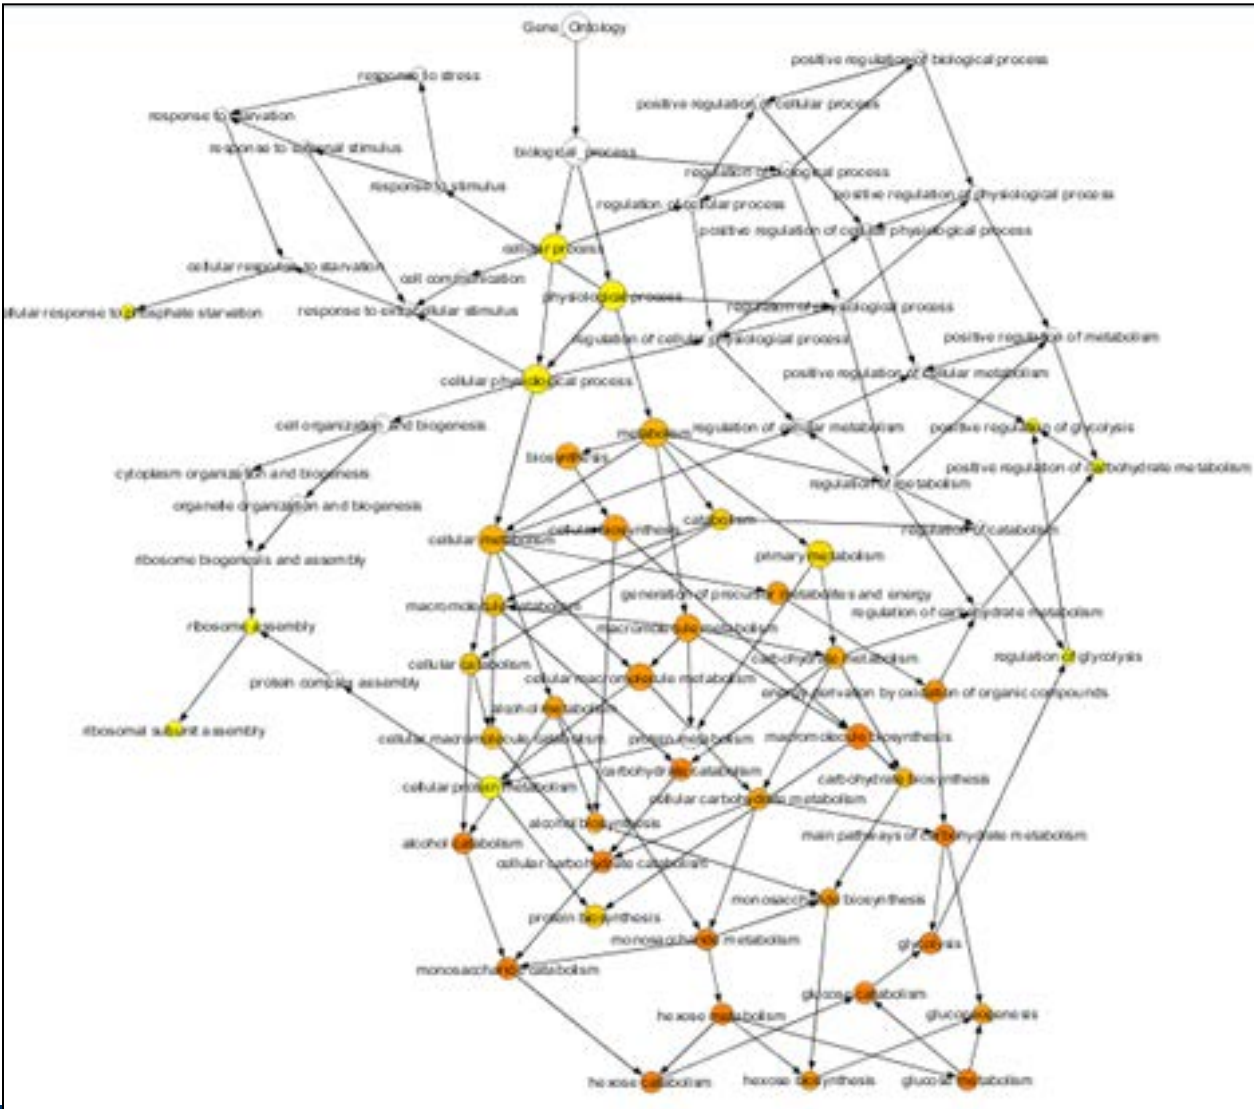 Gene_Ontology
positive regulation of biological process
response to stress
positive regulation of cellular process
response to starvation
response to external stimulus
biological_process
regulation of biological process
response to stimulus
positive regulation of physiological process
regulation of cellular process
positive regulation of cellular physiological process
cellular process
cellular response to starvation
cell communication
physiological process
regulation of physiological process
llular response to phosphate starvation
response to extracellular stimulus
regulation of cellular physiological process
positive regulation of metabolism
cellular physiological process
positive regulation of cellular metabolism
cell organization and biogenesis
metabolism
regulation of cellular metabolism
positive regulation of glycolysis
biosynthesis
positive regulation of carbohydrate metabolism
cytoplasm organization and biogenesis
regulation of metabolism
organelle organization and biogenesis
catabolism
cellular biosynthesis
regulation of catabolism
cellular metabolism
primary metabolism
ribosome biogenesis and assembly
generation of precursor metabolites and energy
macromolecule catabolism
regulation of carbohydrate metabolism
ribosome assembly
macromolecule metabolism
carbohydrate metabolism
regulation of glycolysis
cellular catabolism
cellular macromolecule metabolism
protein complex assembly
energy derivation by oxidation of organic compounds
alcohol metabolism
ribosomal subunit assembly
cellular macromolecule catabolism
protein metabolism
macromolecule biosynthesis
carbohydrate catabolism
carbohydrate biosynthesis
cellular protein metabolism
cellular carbohydrate metabolism
alcohol biosynthesis
main pathways of carbohydrate metabolism
alcohol catabolism
cellular carbohydrate catabolism
monosaccharide biosynthesis
protein biosynthesis
monosaccharide metabolism
glycolysis
monosaccharide catabolism
glucose catabolism
hexose metabolism
gluconeogenesis
hexose catabolism
hexose biosynthesis
glucose metabolism